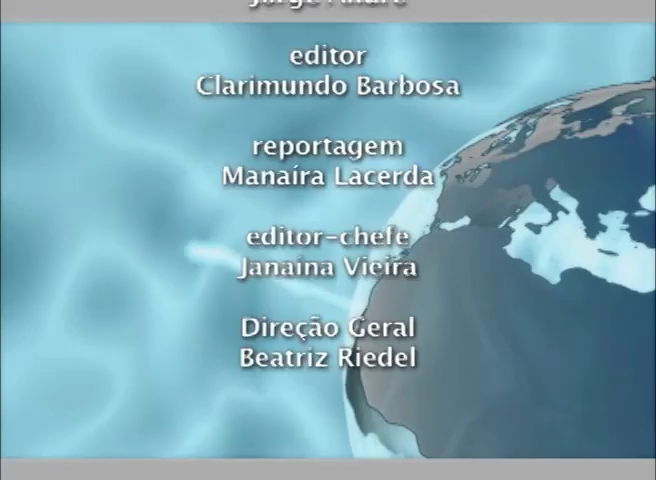 editor
Clarimundo Barbosa
reportagem
Manaíra Lacerda
editor-chefe
Janaina Vieira
Direção Geral
Beatriz Riedel